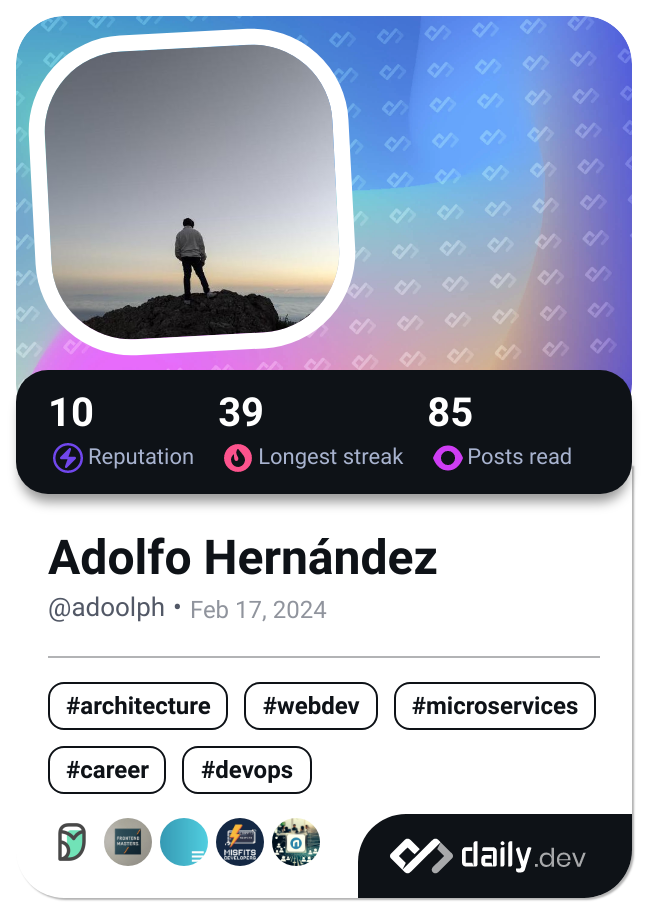 10 39 85
Reputation Longest streak Posts read
Adolfo Hernández
@adoolph • Feb 17, 2024
#architecture #webdev #microservices
#career #devops
FRONTEND
MASTERS
MISFITS
DEVELOPERS
daily.dev